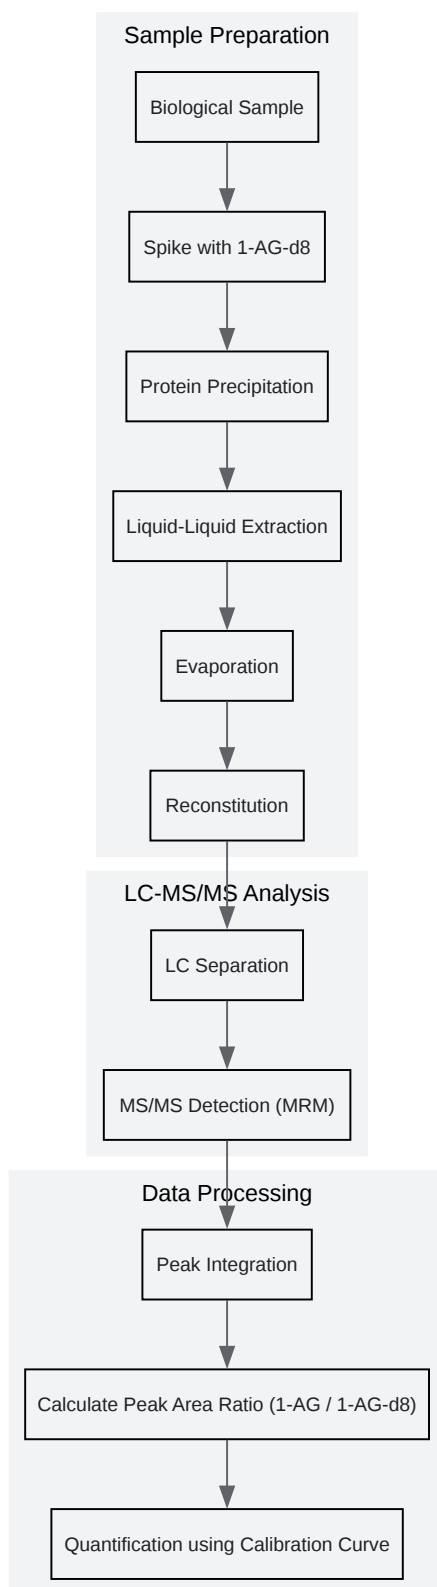 Sample Preparation
Biological Sample
Spike with 1-AG-d8
Protein Precipitation
Liquid-Liquid Extraction
Evaporation
Reconstitution
LC-MS/MS Analysis
LC Separation
MS/MS Detection (MRM)
Data Processing
Peak Integration
Calculate Peak Area Ratio (1-AG / 1-AG-d8)
Quantification using Calibration Curve